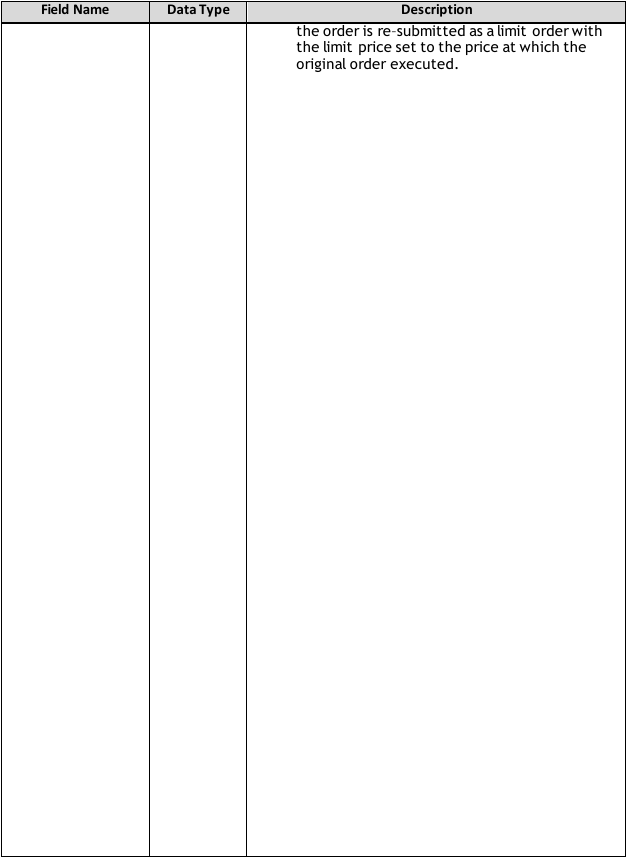 Field Name Data Type Description
the order is re-submitted as a limit order with
the limit price set to the price at which the
original order executed.